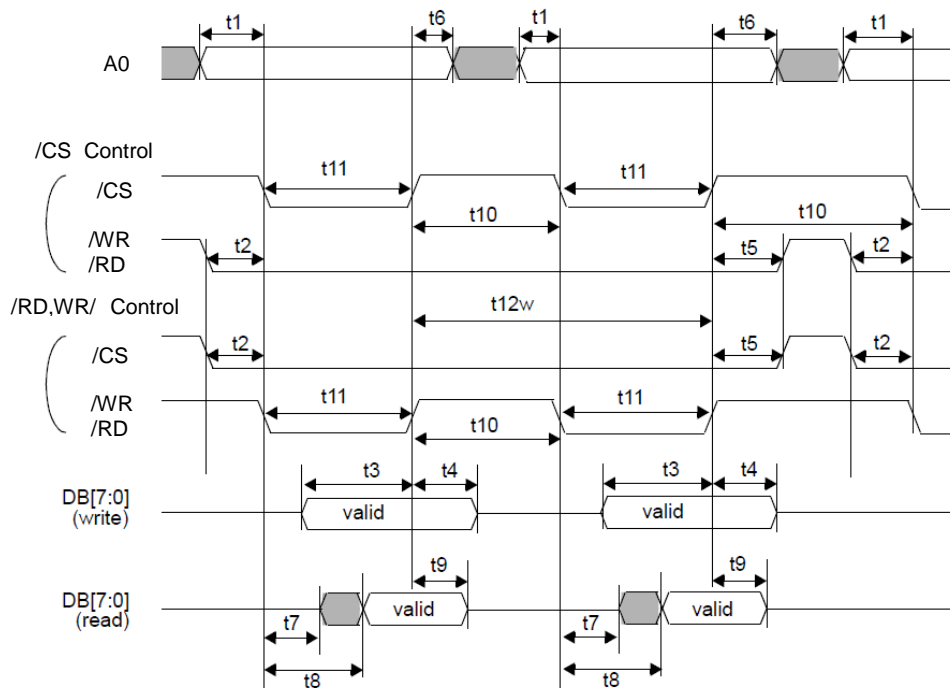 t1 t6 t1 t6 t1
A0
/CS Control
t11 t11
/CS
t10 t10
/WR
t2 t5 t2
/RD
/RD,WR/ Control
t12w
t2 t5 t2
/CS
t11 t11
/WR
t10
/RD
t3 t4 t3 t4
DB[7:0]
valid valid
(write)
t9 t9
DB[7:0]
valid valid
(read)
t7 t7
t8 t8